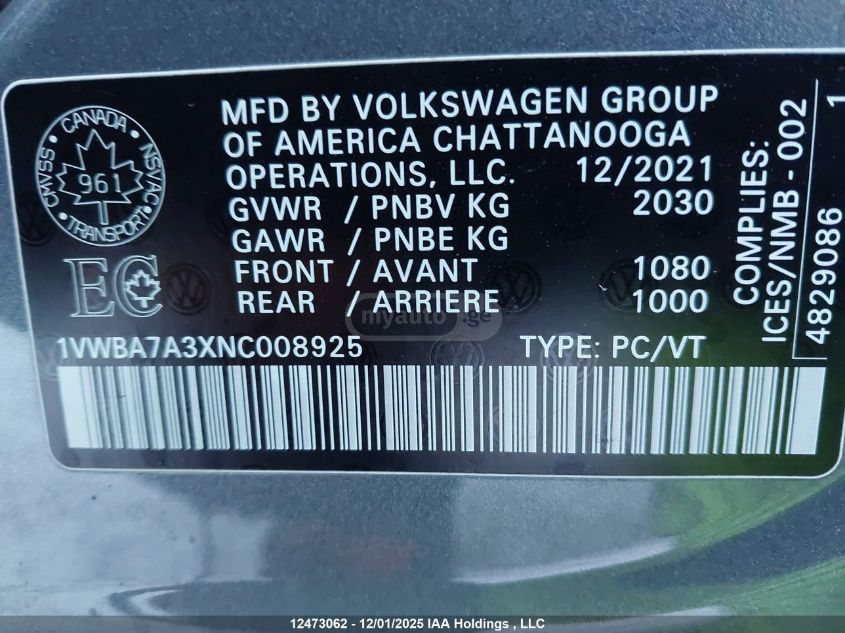 MFD BY VOLKSWAGEN GROUP
OF AMERICA CHATTANOOGA
OPERATIONS, LLC. 12/2021
GVWR / PNBV KG 2030
GAWR / PNBE KG
FRONT / AVANT 1080
REAR / ARRIERE 1000
CANADA
CMVSS NSVAC
961
TRANSPORT
EC
1VWBA7A3XNC008925 TYPE: PC/VT
COMPLIES:
ICES/NMB - 002
4829086 1
myauto.ge
12473062 - 12/01/2025 IAA Holdings , LLC